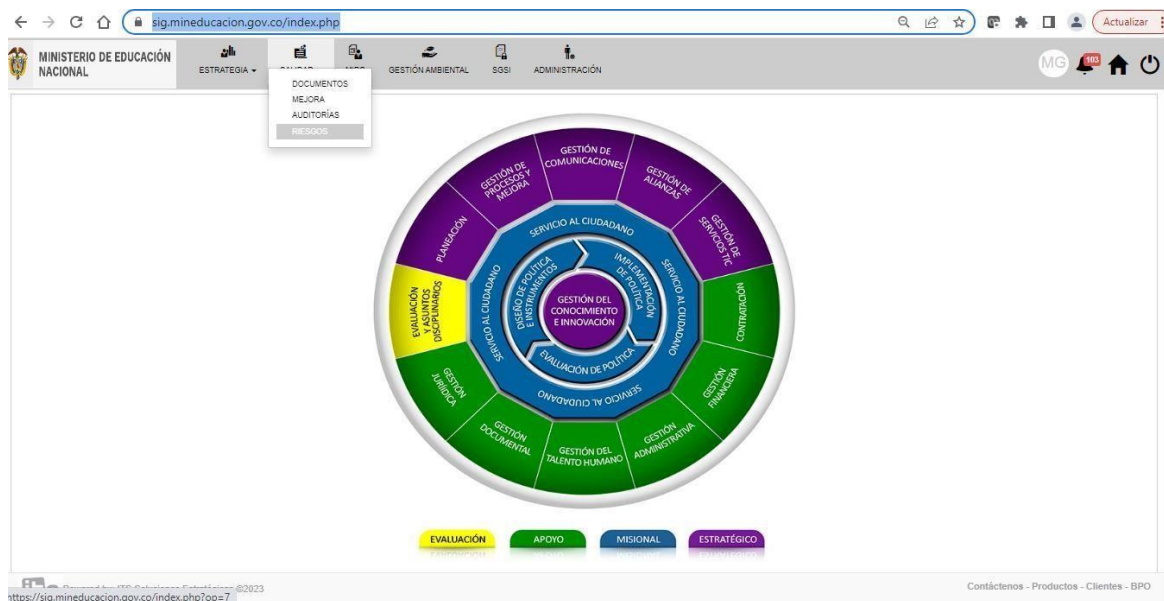 sig.mineducacion.gov.co/index.php
Actualizar
MINISTERIO DE EDUCACIÓN
NACIONAL
ESTRATEGIA
GESTIÓN AMBIENTAL
SGSI
ADMINISTRACIÓN
MG
103
DOCUMENTOS
MEJORA
AUDITORÍAS
RIESGOS
GESTIÓN DE
COMUNICACIONES
GESTIÓN DE
ALIANZAS
GESTIÓN DE
SERVICIOS TIC
CONTRATACIÓN
GESTIÓN
FINANCIERA
GESTIÓN
ADMINISTRATIVA
GESTIÓN DEL
TALENTO HUMANO
GESTIÓN
DOCUMENTAL
GESTIÓN
JURÍDICA
EVALUACIÓN
Y ASUNTOS
DISCIPLINARIOS
PLANEACIÓN
GESTIÓN DE
PROCESOS Y
MEJORA
SERVICIO AL CIUDADANO
SERVICIO AL CIUDADANO
SERVICIO AL CIUDADANO
SERVICIO AL CIUDADANO
DISEÑO DE POLÍTICA
E INSTRUMENTOS
IMPLEMENTACIÓN
DE POLÍTICA
EVALUACIÓN DE POLÍTICA
GESTIÓN DEL
CONOCIMIENTO
E INNOVACIÓN
EVALUACIÓN
APOYO
MISIONAL
ESTRATÉGICO
©2023
Contáctenos - Productos - Clientes - BPO
https://sig.mineducacion.gov.co/index.php?op=7